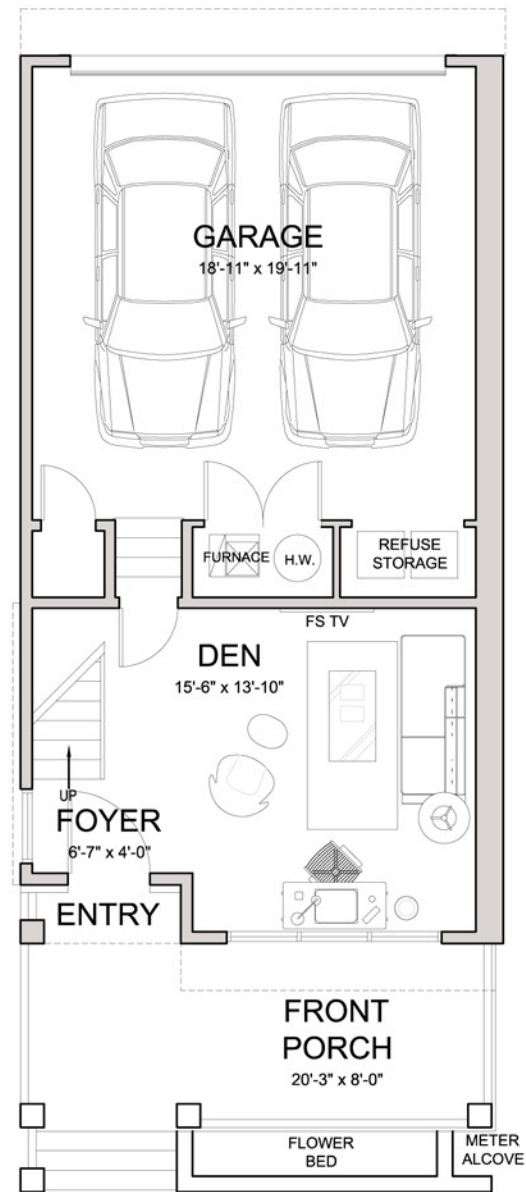 GARAGE
18'-11" x 19'-11"
FURNACE
H.W.
REFUSE
STORAGE
FS TV
DEN
15'-6" x 13'-10"
UP
FOYER
6'-7" x 4'-0"
ENTRY
FRONT
PORCH
20'-3" x 8'-0"
FLOWER
BED
METER
ALCOVE